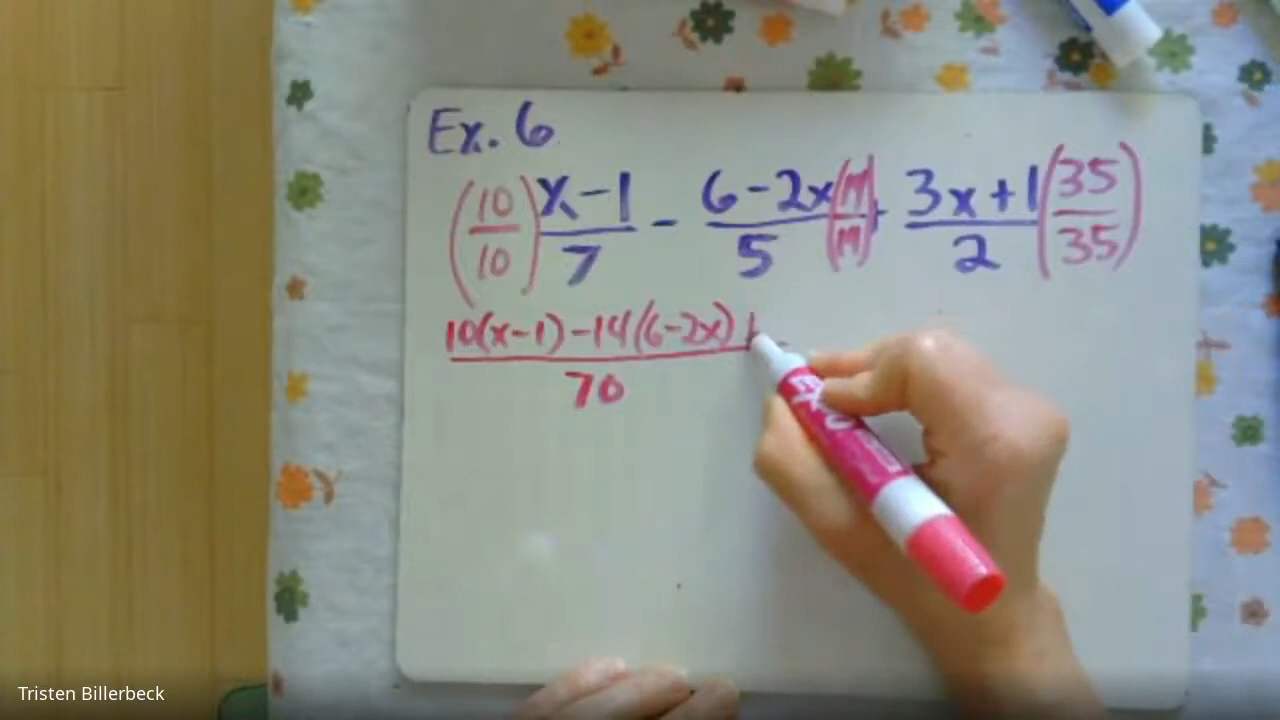 Ex. 6
(10/10) x-1/7 - 6-2x/5 (14/14) + 3x+1/2 (35/35)
10(x-1)-14(6-2x)+
70
EXPO
Tristen Billerbeck